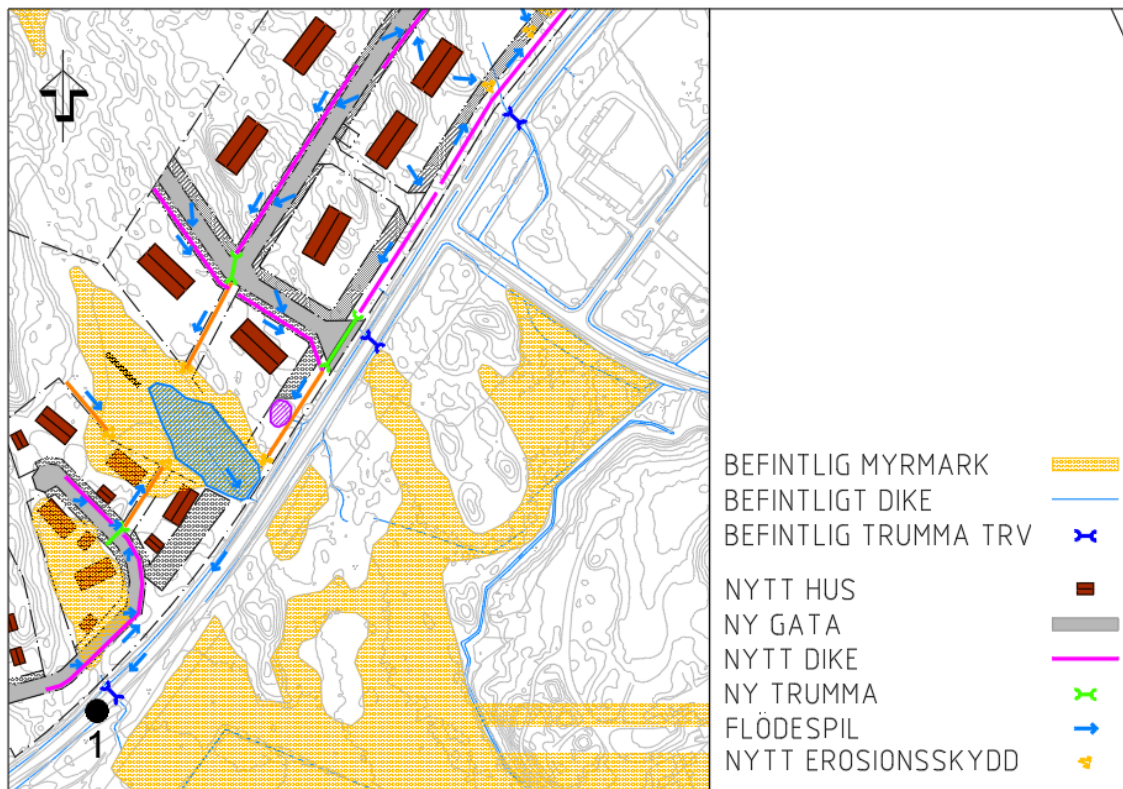 1
BEFINTLIG MYRMARK
BEFINTLIGT DIKE
BEFINTLIG TRUMMA TRV
NYTT HUS
NY GATA
NYTT DIKE
NY TRUMMA
FLÖDESPIL
NYTT EROSIONSSKYDD